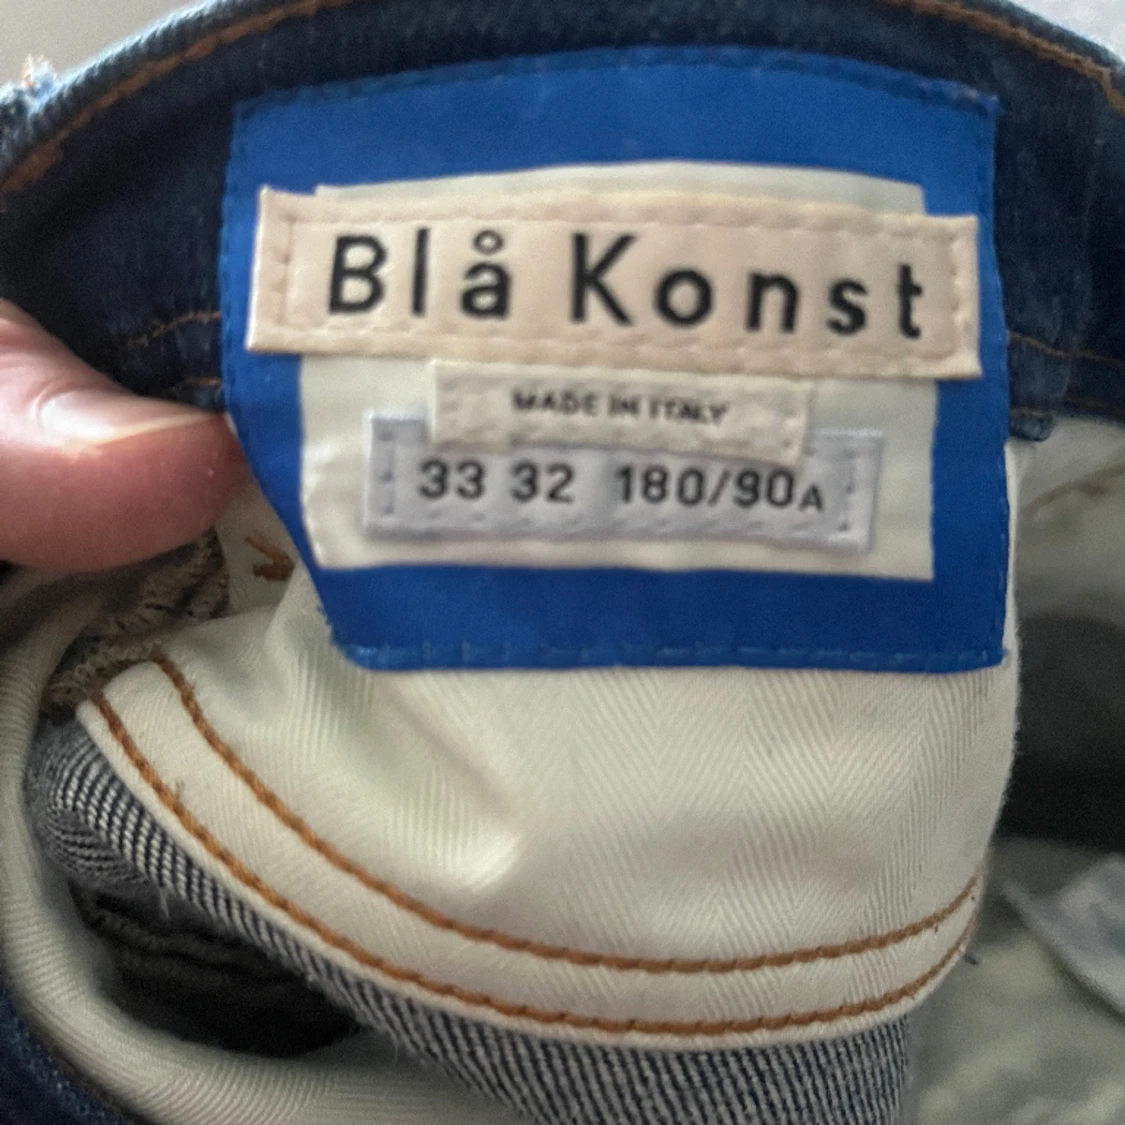 Blå Konst
MADE IN ITALY
33 32 180/90A